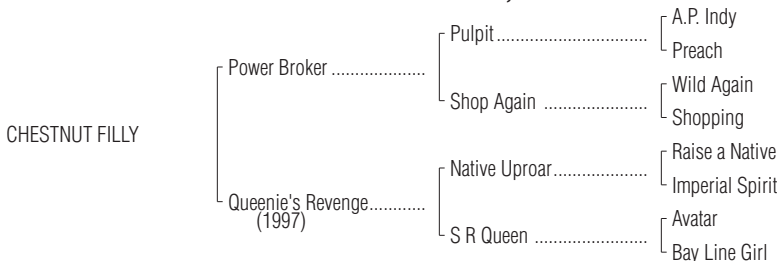 A.P. Indy
Pulpit
Preach
Power Broker
Wild Again
Shop Again
Shopping
CHESTNUT FILLY
Raise a Native
Native Uproar
Imperial Spirit
Queenie's Revenge
(1997)
Avatar
S R Queen
Bay Line Girl